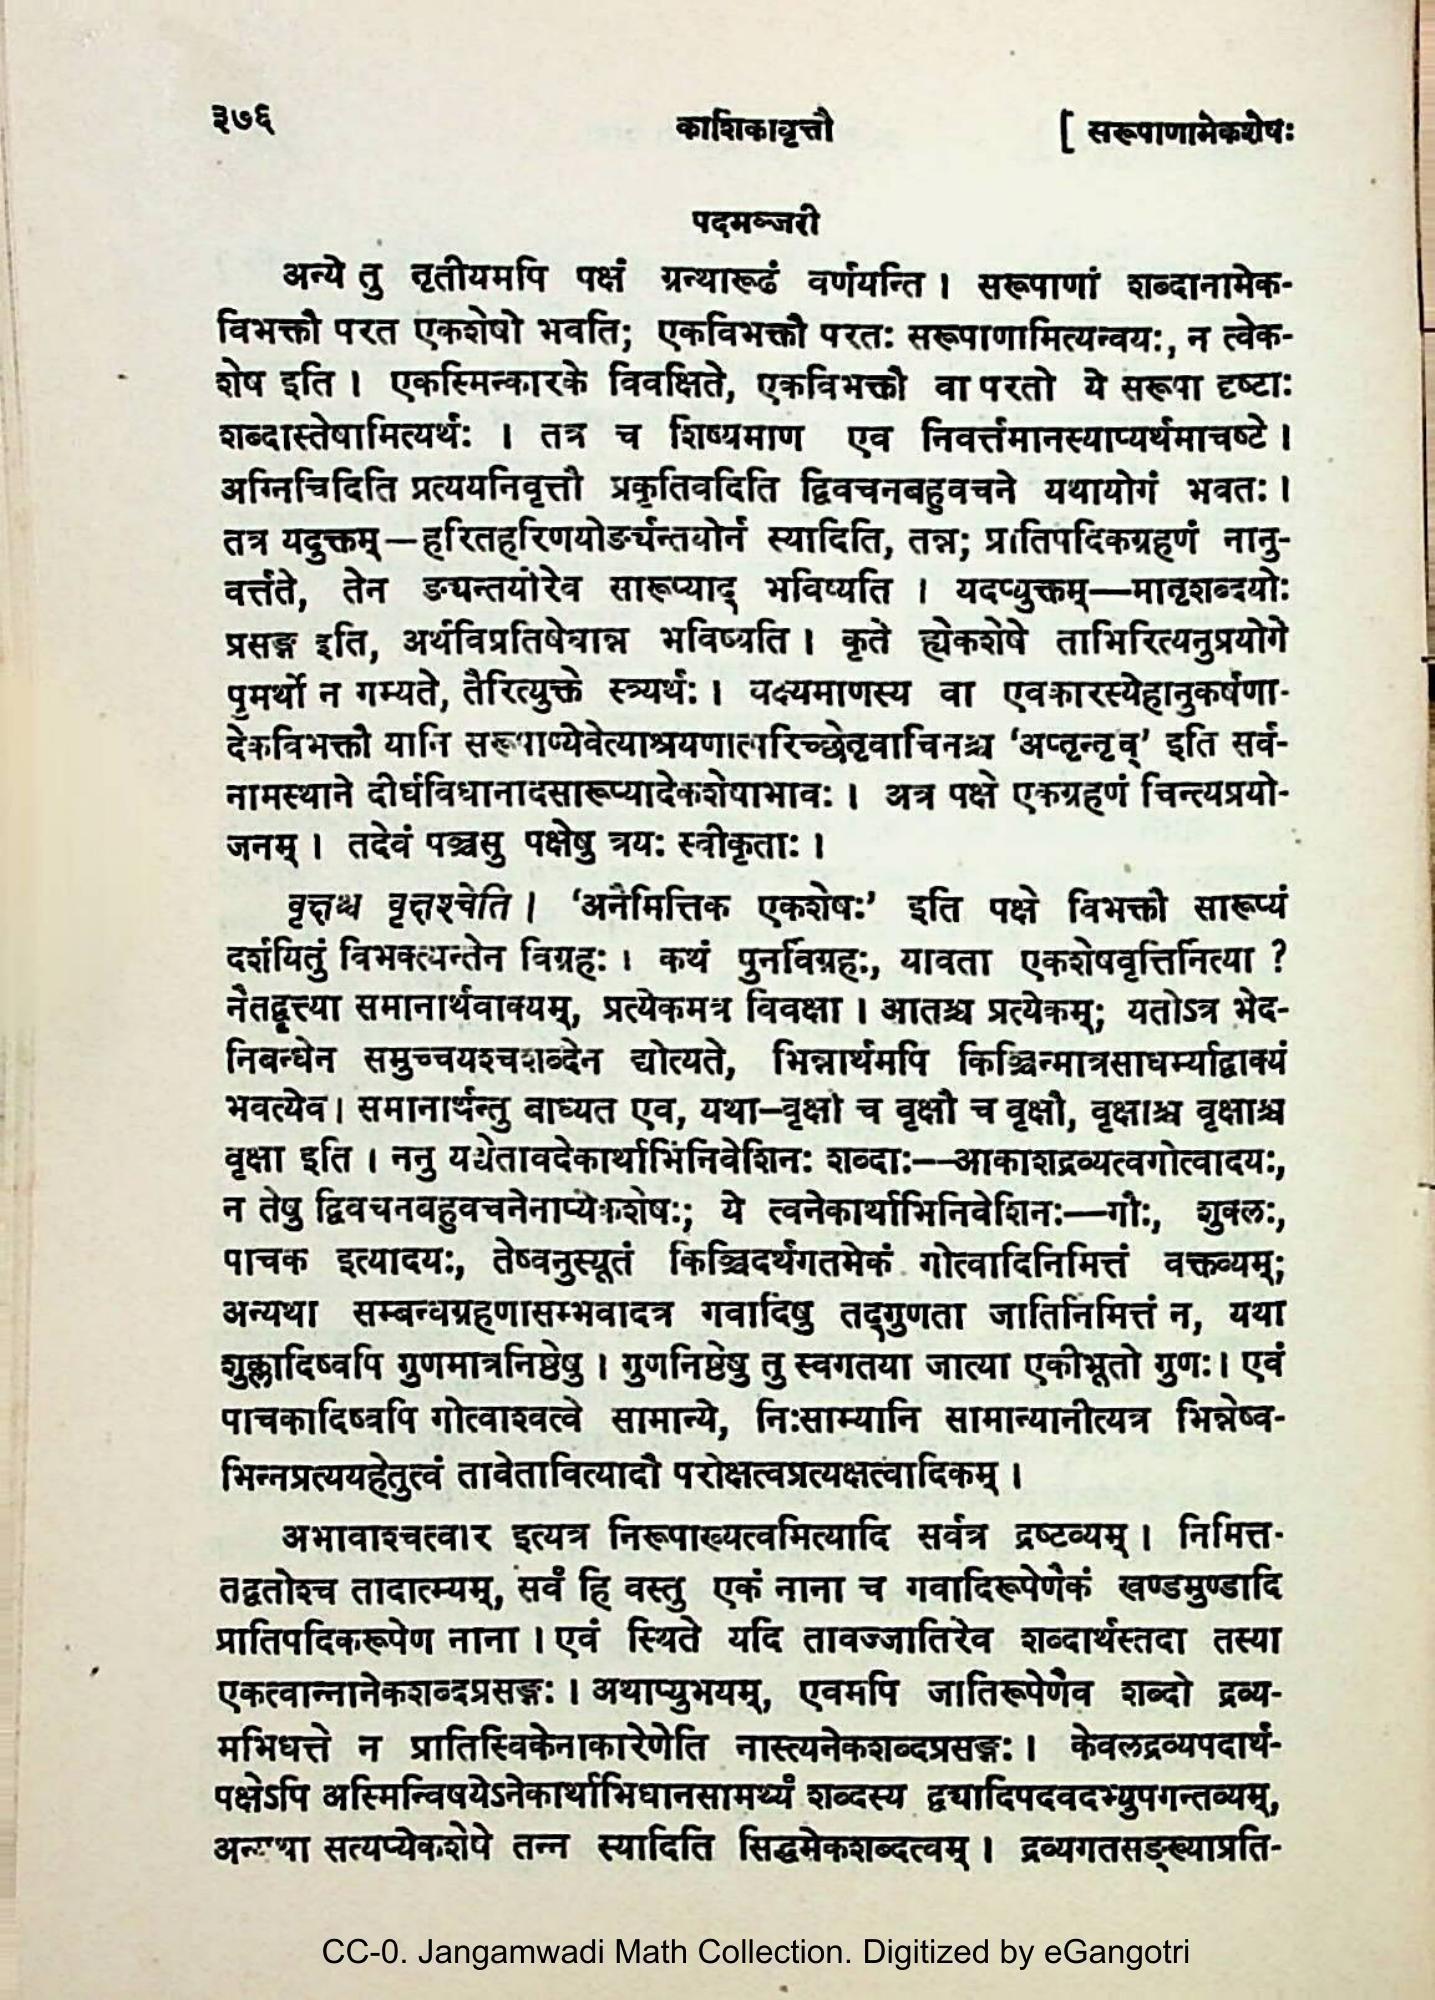 ३७६ काशिकावृत्तौ [ सरूपाणामेकशेषः
पदमञ्जरी
अन्ये तु तृतीयमपि पक्षं ग्रन्थारूढं वर्णयन्ति । सरूपाणां शब्दानामेक-
विभक्तौ परत एकशेषो भवति; एकविभक्तौ परतः सरूपाणामित्यन्वयः, न त्वेक-
शेष इति । एकस्मिन्कारके विवक्षिते, एकविभक्तौ वा परतो ये सरूपा दृष्टाः
शब्दास्तेषामित्यर्थः । तत्र च शिष्यमाण एव निवर्त्तमानस्याप्यर्थमाचष्टे ।
अग्निचिदिति प्रत्ययनिवृत्तौ प्रकृतिवदिति द्विवचनबहुवचने यथायोगं भवतः ।
तत्र यदुक्तम्—हरितहरिणयोर्ङ्यन्तयोर्न स्यादिति, तन्न; प्रातिपदिकग्रहणं नानु-
वर्त्तते, तेन ङ्यन्तयोरेव सारूप्याद् भविष्यति । यदप्युक्तम्—मातृशब्दयोः
प्रसङ्ग इति, अर्थविप्रतिषेधान्न भविष्यति । कृते ह्येकशेषे ताभिरित्यनुप्रयोगे
पुमर्थो न गम्यते, तैरित्युक्ते स्त्र्यर्थः । वक्ष्यमाणस्य वा एवकारस्येहानुकर्षणा-
देकविभक्तौ यानि सरूपाण्येवेत्याश्रयणात्परिच्छेतृवाचिनश्च ‘अप्तृन्तृच्’ इति सर्व-
नामस्थाने दीर्घविधानादसारूप्यादेकशेषाभावः । अत्र पक्षे एकग्रहणं चिन्त्यप्रयो-
जनम् । तदेवं पञ्चसु पक्षेषु त्रयः स्वीकृताः ।
वृक्षश्च वृक्षश्चेति । ‘अनैमित्तिक एकशेषः’ इति पक्षे विभक्तौ सारूप्यं
दर्शयितुं विभक्त्यन्तेन विग्रहः । कथं पुनर्विग्रहः, यावता एकशेषवृत्तिर्नित्या ?
नैतद्वृत्त्या समानार्थवाक्यम्, प्रत्येकमत्र विवक्षा । आतश्च प्रत्येकम्; यतोऽत्र भेद-
निबन्धेन समुच्चयश्चशब्देन द्योत्यते, भिन्नार्थमपि किञ्चिन्मात्रसाधर्म्याद्वाक्यं
भवत्येव । समानार्थन्तु बाध्यत एव, यथा–वृक्षो च वृक्षौ च वृक्षौ, वृक्षाश्च वृक्षाश्च
वृक्षा इति । ननु यद्येतावदेकार्थाभिनिवेशिनः शब्दाः—आकाशद्रव्यत्वगोत्वादयः,
न तेषु द्विवचनबहुवचनेनाप्येकशेषः; ये त्वनेकार्थाभिनिवेशिनः—गौः, शुक्लः,
पाचक इत्यादयः, तेष्वनुस्यूतं किञ्चिदर्थगतमेकं गोत्वादिनिमित्तं वक्तव्यम्;
अन्यथा सम्बन्धग्रहणासम्भवादत्र गवादिषु तद्गुणता जातिनिमित्तं न, यथा
शुक्लादिष्वपि गुणमात्रनिष्ठेषु । गुणनिष्ठेषु तु स्वगतया जात्या एकीभूतो गुणः । एवं
पाचकादिष्वपि गोत्वाश्वत्वे सामान्ये, निःसाम्यानि सामान्यानीत्यत्र भिन्नेष्व-
भिन्नप्रत्ययहेतुत्वं तावेतावित्यादौ परोक्षत्वप्रत्यक्षत्वादिकम् ।
अभावाश्चत्वार इत्यत्र निरूपाख्यत्वमित्यादि सर्वत्र द्रष्टव्यम् । निमित्त-
तद्वतोश्च तादात्म्यम्, सर्वं हि वस्तु एकं नाना च गवादिरूपेणैकं खण्डमुण्डादि
प्रातिपदिकरूपेण नाना । एवं स्थिते यदि तावज्जातिरेव शब्दार्थस्तदा तस्या
एकत्वान्नानेकशब्दप्रसङ्गः । अथाप्युभयम्, एवमपि जातिरूपेणैव शब्दो द्रव्य-
मभिधत्ते न प्रातिस्विकेनाकारेणेति नास्त्यनेकशब्दप्रसङ्गः । केवलद्रव्यपदार्थ-
पक्षेऽपि अस्मिन्विषयेऽनेकार्थाभिधानसामर्थ्यं शब्दस्य द्व्यादिपदवदभ्युपगन्तव्यम्,
अन्यथा सत्यप्येकशेषे तन्न स्यादिति सिद्धमेकशब्दत्वम् । द्रव्यगतसङ्ख्याप्रति-
CC-0. Jangamwadi Math Collection. Digitized by eGangotri